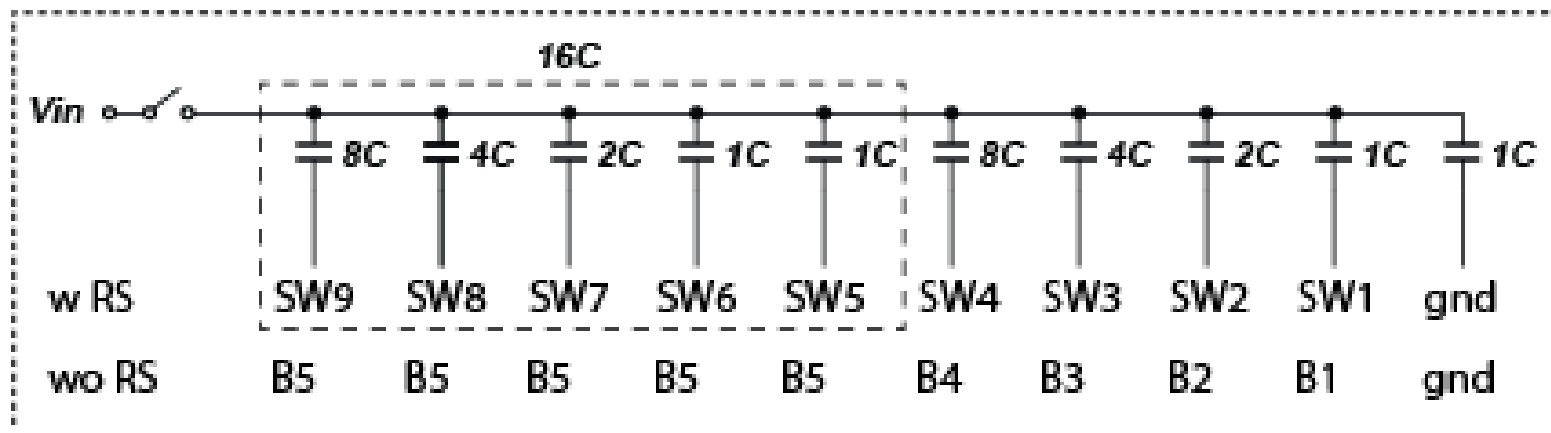 16C
Vin
8C 4C 2C 1C 1C 8C 4C 2C 1C 1C
w RS SW9 SW8 SW7 SW6 SW5 SW4 SW3 SW2 SW1 gnd
wo RS B5 B5 B5 B5 B5 B4 B3 B2 B1 gnd